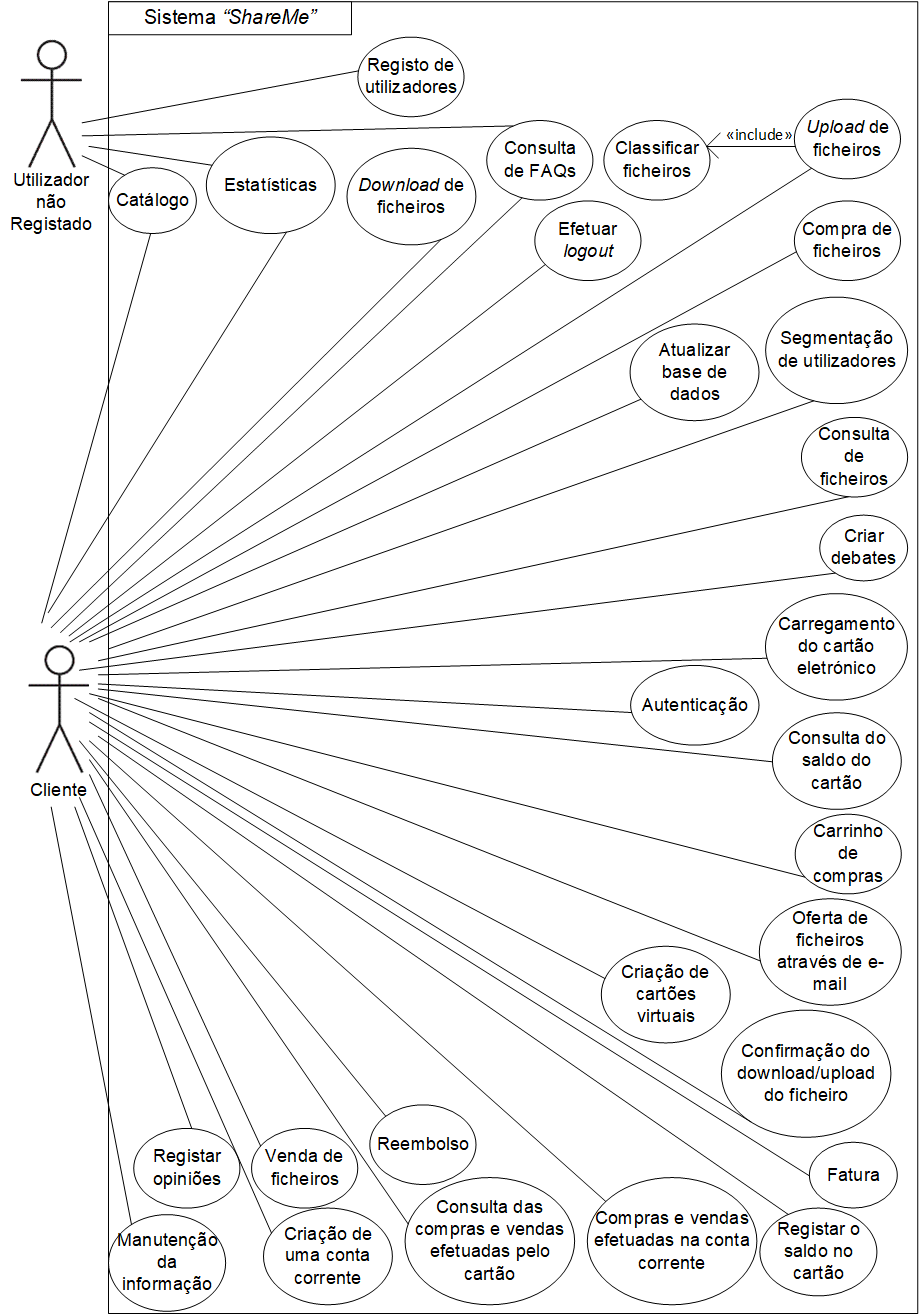 Sistema “ShareMe”
Registo de
utilizadores
Utilizador
não
Registado
Catálogo
Estatísticas
Download de
ficheiros
Consulta
de FAQs
Classificar
ficheiros
«include»
Upload de
ficheiros
Efetuar
logout
Compra de
ficheiros
Atualizar
base de
dados
Segmentação
de utilizadores
Consulta
de
ficheiros
Criar
debates
Carregamento
do cartão
eletrónico
Autenticação
Consulta do
saldo do
cartão
Cliente
Carrinho
de
compras
Oferta de
ficheiros
através de e-
mail
Criação de
cartões
virtuais
Confirmação do
download/upload
do ficheiro
Registar
opiniões
Venda de
ficheiros
Reembolso
Fatura
Manutenção
da
informação
Criação de
uma conta
corrente
Consulta das
compras e vendas
efetuadas pelo
cartão
Compras e vendas
efetuadas na conta
corrente
Registar o
saldo no
cartão